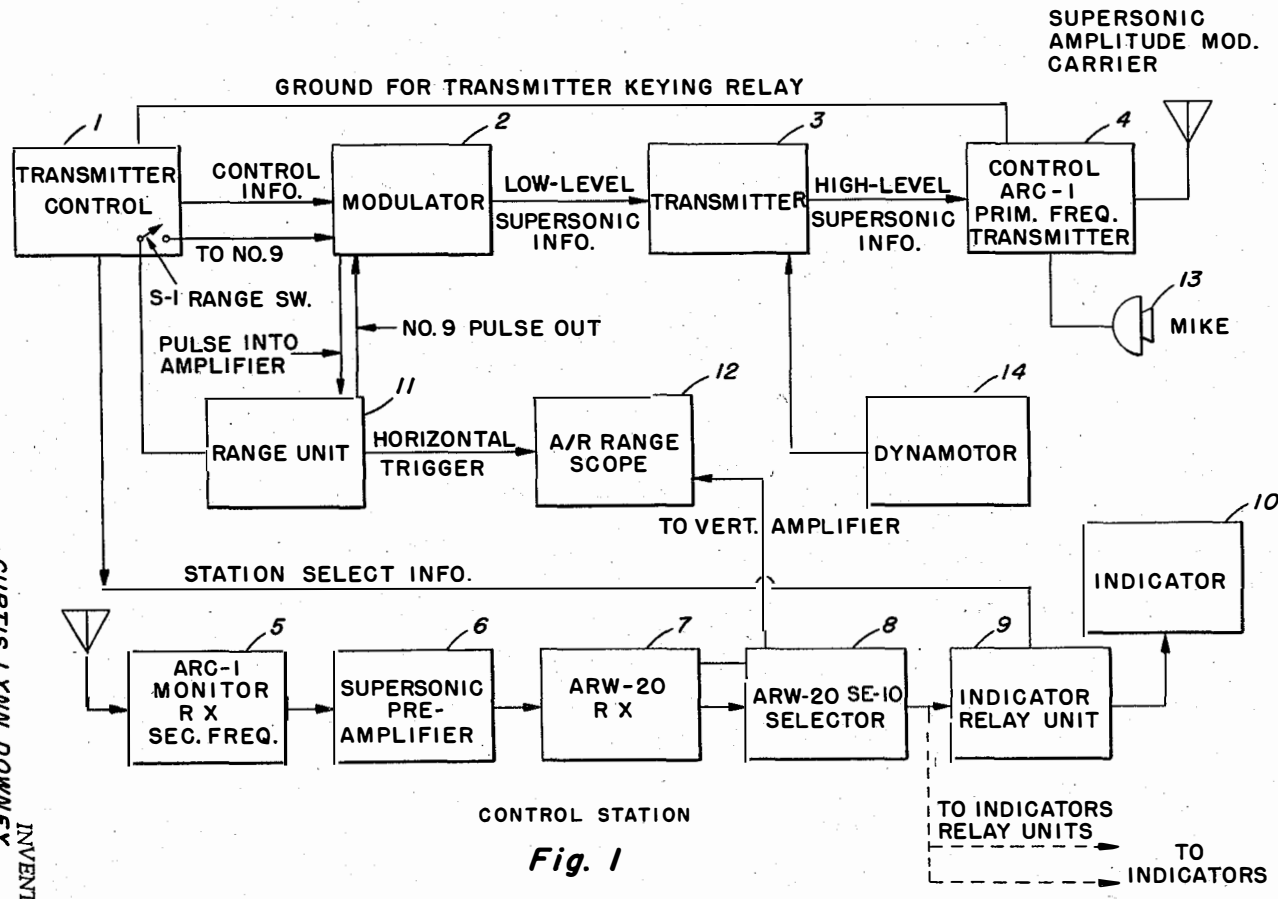 SUPERSONIC
AMPLITUDE MOD.
CARRIER
GROUND FOR TRANSMITTER KEYING RELAY
1
2
3
4
TRANSMITTER
CONTROL
CONTROL
INFO.
MODULATOR
LOW-LEVEL
SUPERSONIC
INFO.
TRANSMITTER
HIGH-LEVEL
SUPERSONIC
INFO.
CONTROL
ARC-1
PRIM. FREQ.
TRANSMITTER
TO NO.9
S-1 RANGE SW.
13
MIKE
NO.9 PULSE OUT
PULSE INTO
AMPLIFIER
11
12
14
RANGE UNIT
HORIZONTAL
TRIGGER
A/R RANGE
SCOPE
DYNAMOTOR
10
TO VERT. AMPLIFIER
INDICATOR
STATION SELECT INFO.
5
6
7
8
9
ARC-1
MONITOR
RX
SEC. FREQ.
SUPERSONIC
PRE-
AMPLIFIER
ARW-20
RX
ARW-20 SE-10
SELECTOR
INDICATOR
RELAY UNIT
CONTROL STATION
Fig. 1
TO INDICATORS
RELAY UNITS
TO
INDICATORS
CURTIS LYNN DOWNEY